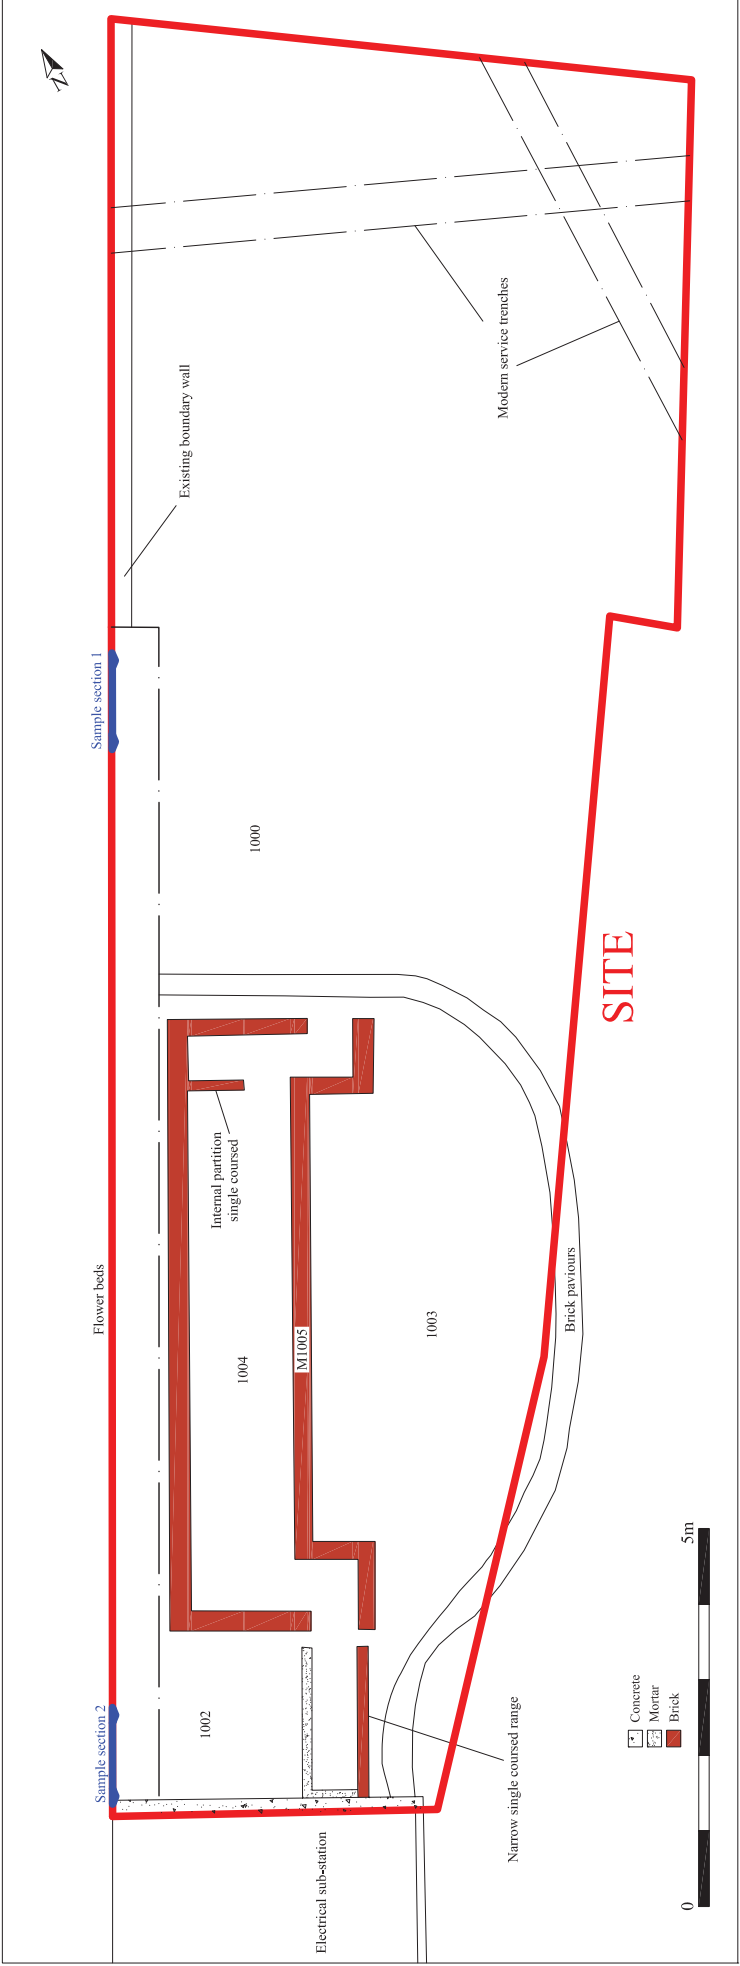 N
Sample section 2
Flower beds
Sample section 1
Existing boundary wall
1002
1004
Internal partition
single coursed
1000
M1005
Electrical sub-station
1003
Modern service trenches
Narrow single coursed range
Brick paviours
SITE
Concrete
Mortar
Brick
0
5m